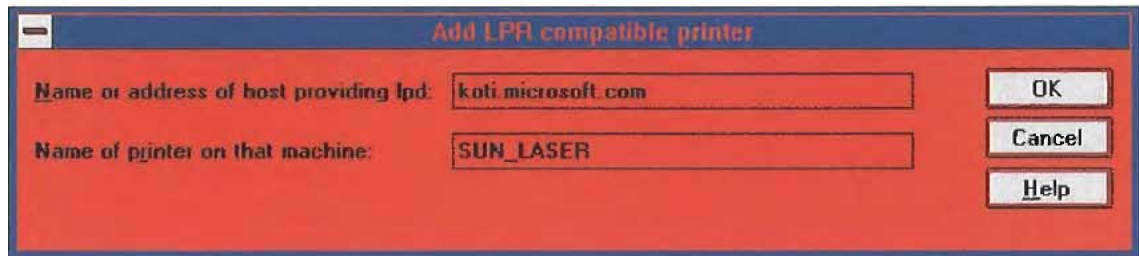 Add LPR compatible printer
Name or address of host providing lpd: koti.microsoft.com
Name of printer on that machine: SUN_LASER
OK
Cancel
Help